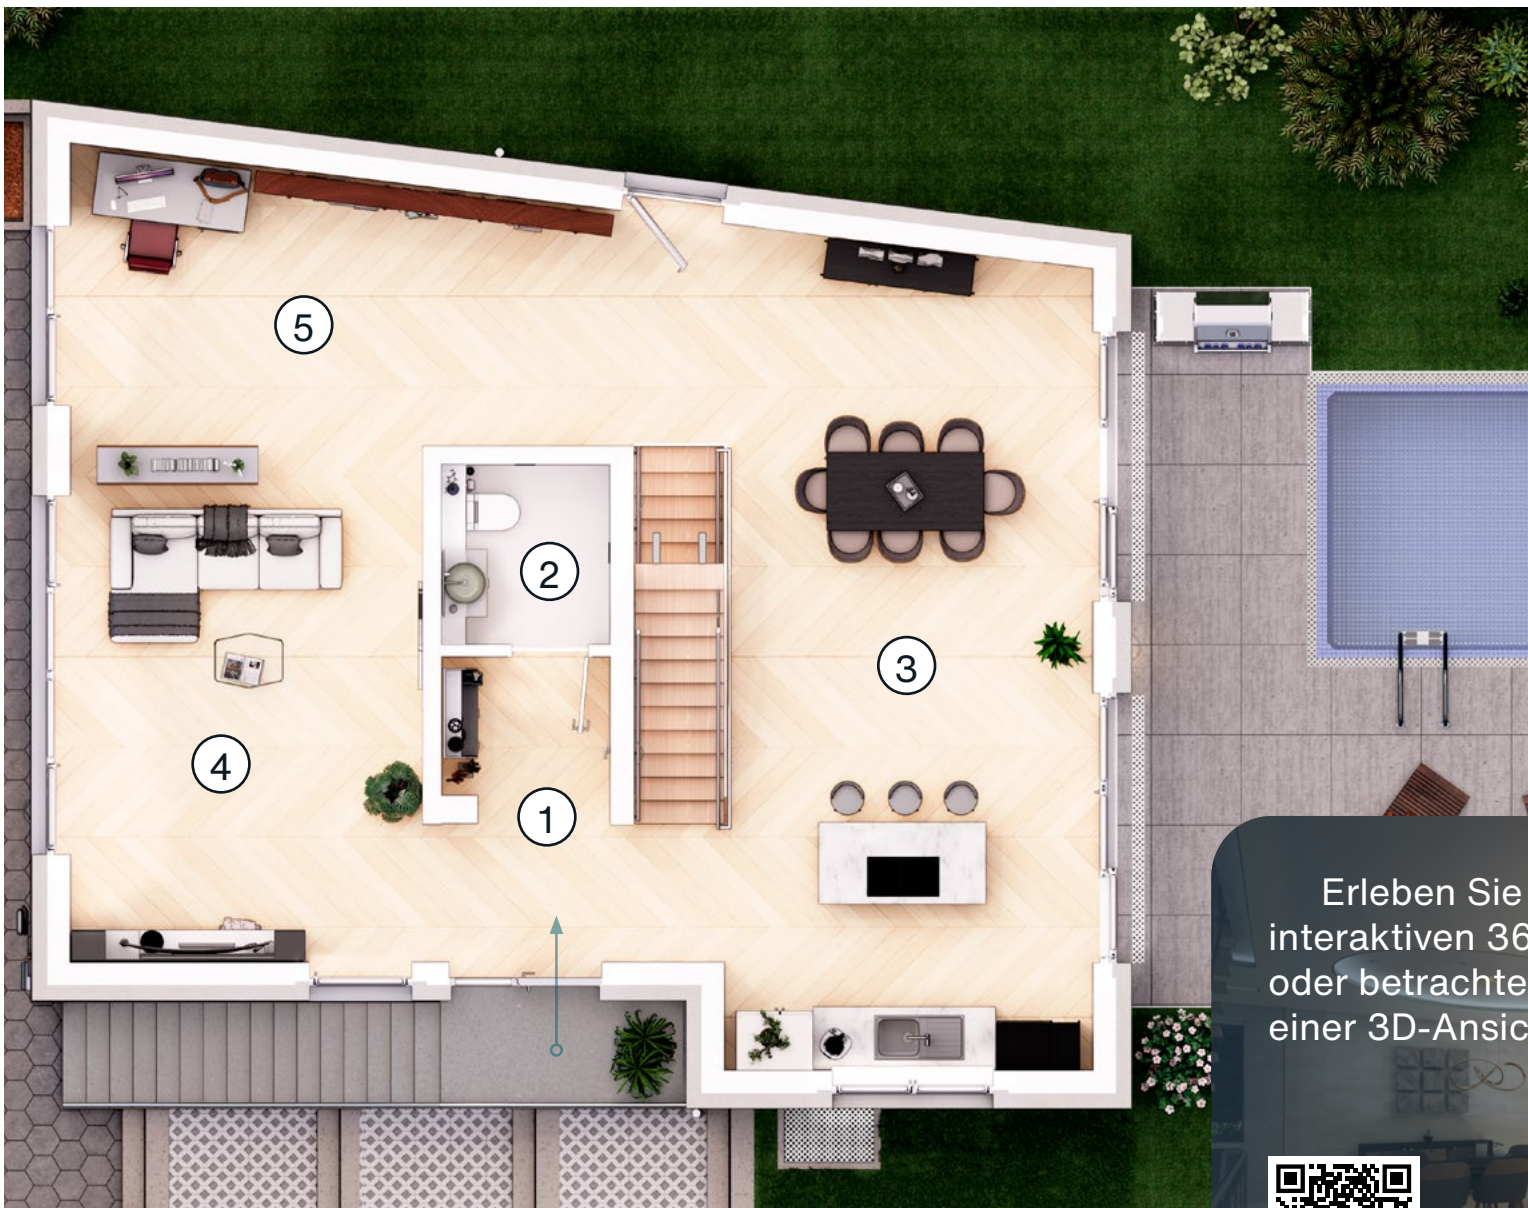 5
2
3
4
1
Erleben Sie
interaktiven 36
oder betrachte
einer 3D-Ansic